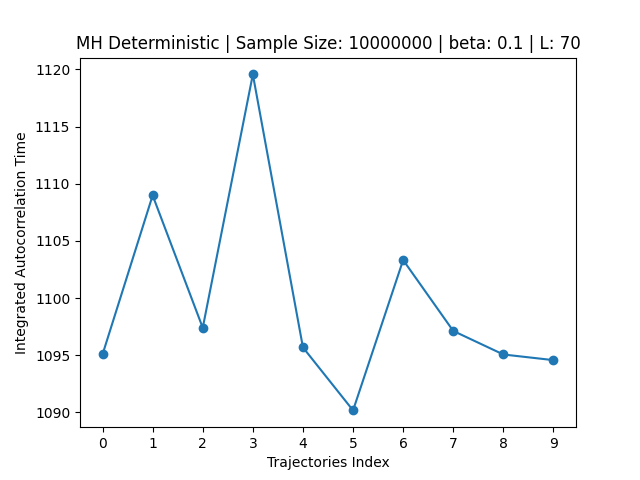 MH Deterministic | Sample Size: 10000000 | beta: 0.1 | L: 70
1120
1115
1110
1105
1100
1095
1090
Integrated Autocorrelation Time
0 1 2 3 4 5 6 7 8 9
Trajectories Index